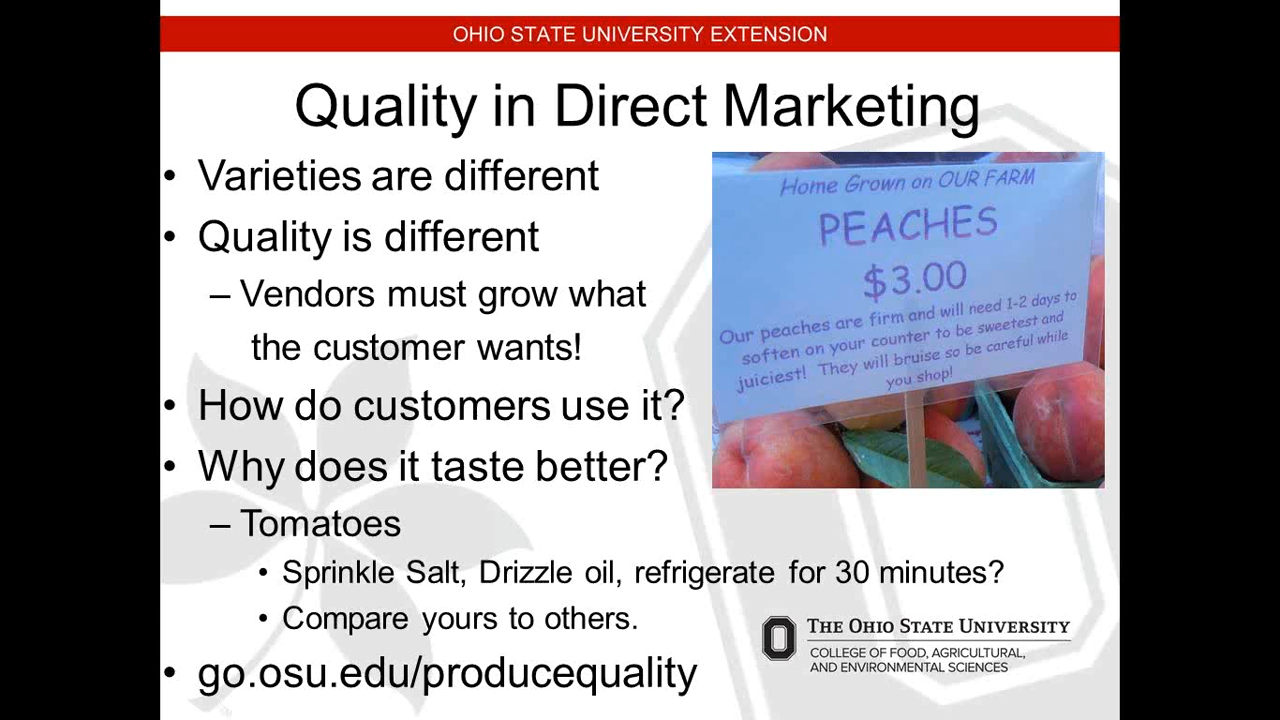 OHIO STATE UNIVERSITY EXTENSION
Quality in Direct Marketing
• Varieties are different
• Quality is different
– Vendors must grow what
the customer wants!
• How do customers use it?
• Why does it taste better?
– Tomatoes
• Sprinkle Salt, Drizzle oil, refrigerate for 30 minutes?
• Compare yours to others.
• go.osu.edu/producequality
Home Grown on OUR FARM
PEACHES
$3.00
Our peaches are firm and will need 1-2 days to
soften on your counter to be sweetest and
juiciest! They will bruise so be careful while
you shop!
THE OHIO STATE UNIVERSITY
COLLEGE OF FOOD, AGRICULTURAL,
AND ENVIRONMENTAL SCIENCES
TM